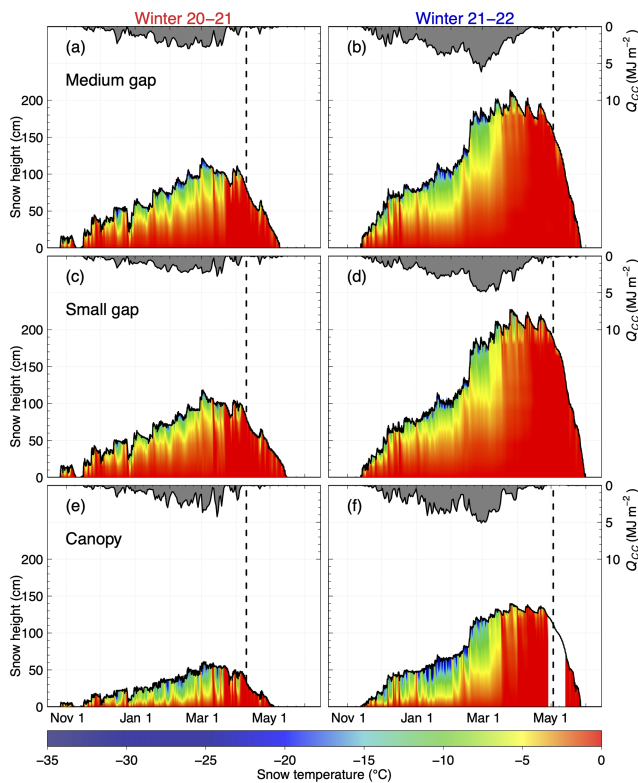 Winter 20−21 Winter 21−22
(a) (b) 0
5
Q_CC (MJ m⁻²)
Medium gap
200 10
150
100
50
0
Snow height (cm)
(c) (d) 0
5
Q_CC (MJ m⁻²)
Small gap
200 10
150
100
50
0
Snow height (cm)
(e) (f) 0
5
Q_CC (MJ m⁻²)
Canopy
200 10
150
100
50
0
Snow height (cm)
Nov 1 Jan 1 Mar 1 May 1 Nov 1 Jan 1 Mar 1 May 1
−35 −30 −25 −20 −15 −10 −5 0
Snow temperature (°C)